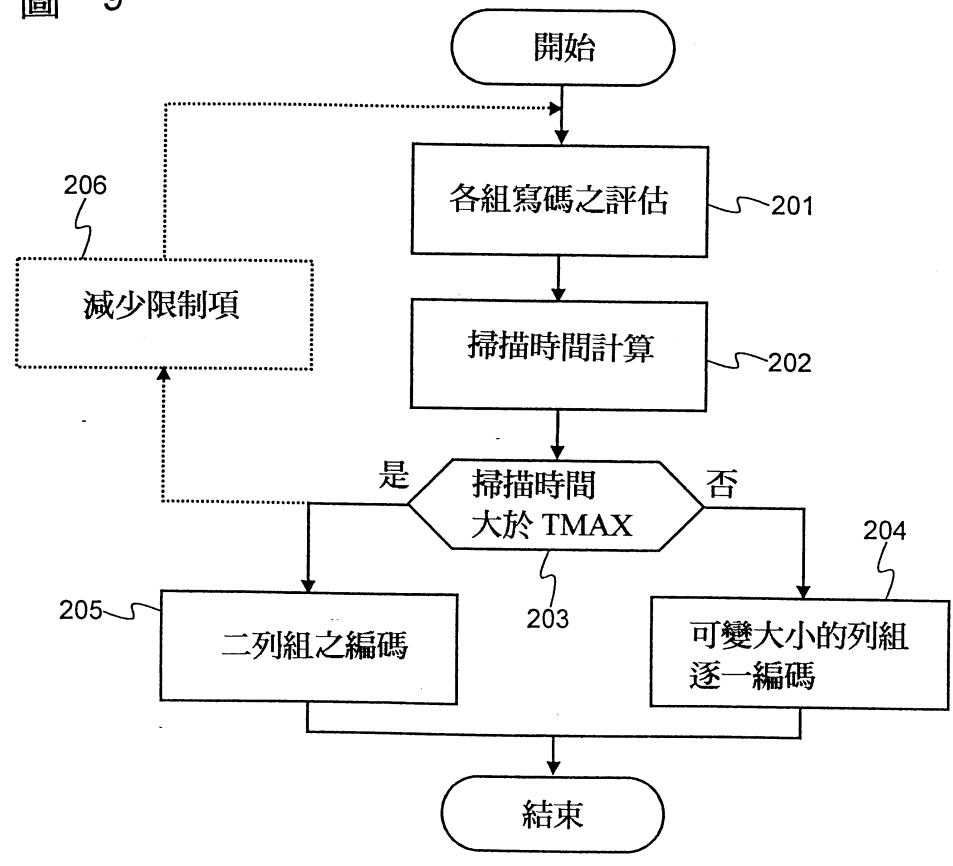 圖 9
開始
206
各組寫碼之評估
201
減少限制項
掃描時間計算
202
是
掃描時間
大於 TMAX
否
203
204
205
二列組之編碼
可變大小的列組
逐一編碼
結束